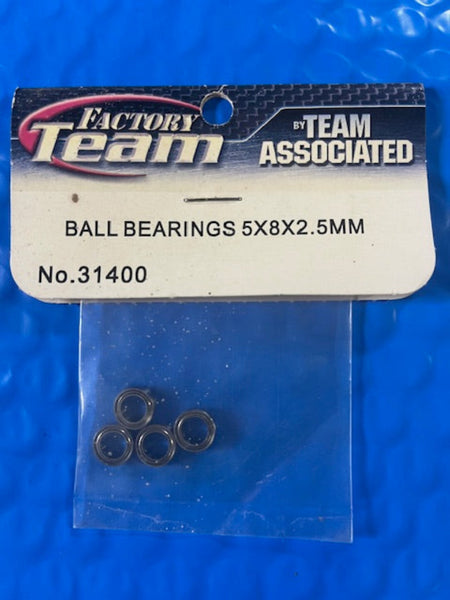 FACTORY
Team
BY TEAM
ASSOCIATED
BALL BEARINGS 5X8X2.5MM
No.31400